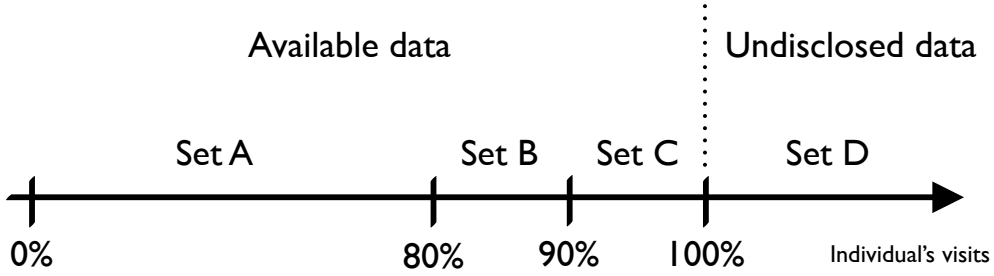 Available data
Undisclosed data
Set A
Set B
Set C
Set D
0%
80%
90%
100%
Individual's visits